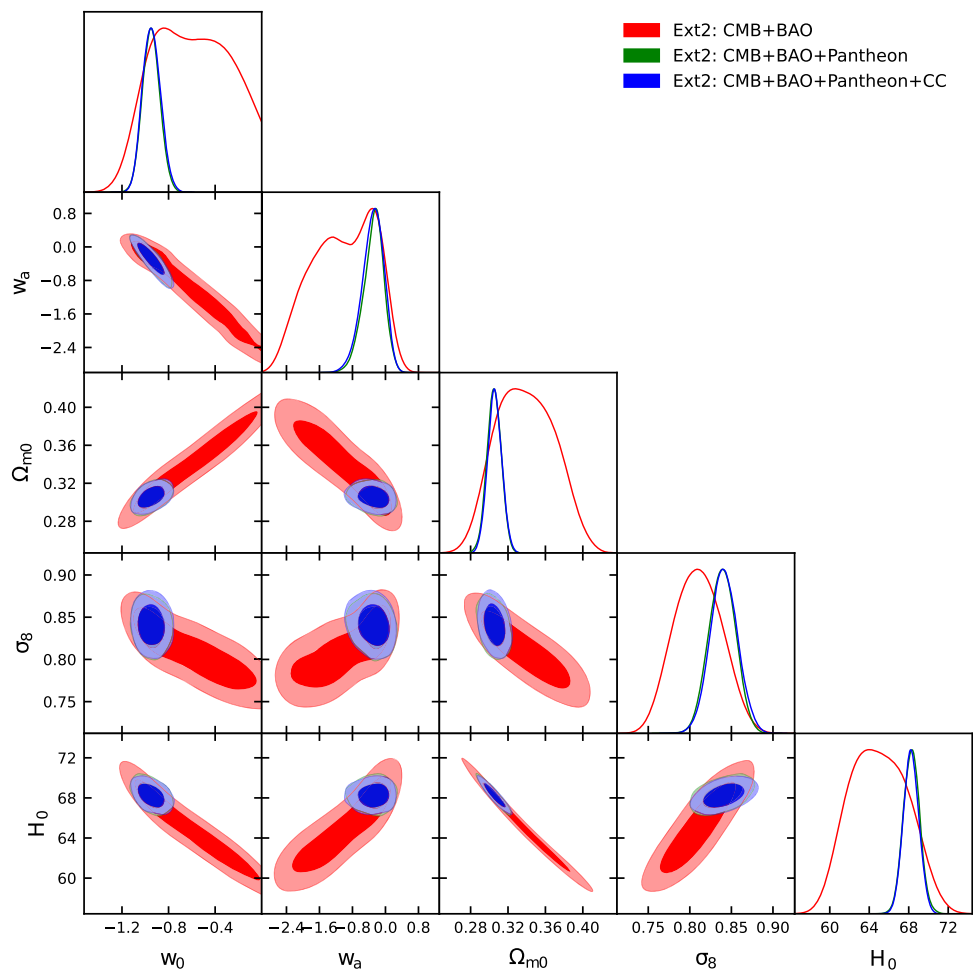 Ext2: CMB+BAO
Ext2: CMB+BAO+Pantheon
Ext2: CMB+BAO+Pantheon+CC
0.8
0.0
−0.8
−1.6
−2.4
wa
0.40
0.36
0.32
0.28
Ωm0
0.90
0.85
0.80
0.75
σ8
72
68
64
60
H0
−1.2 −0.8 −0.4
−2.4 −1.6 −0.8 0.0 0.8
0.28 0.32 0.36 0.40
0.75 0.80 0.85 0.90
60 64 68 72
w0 wa Ωm0 σ8 H0